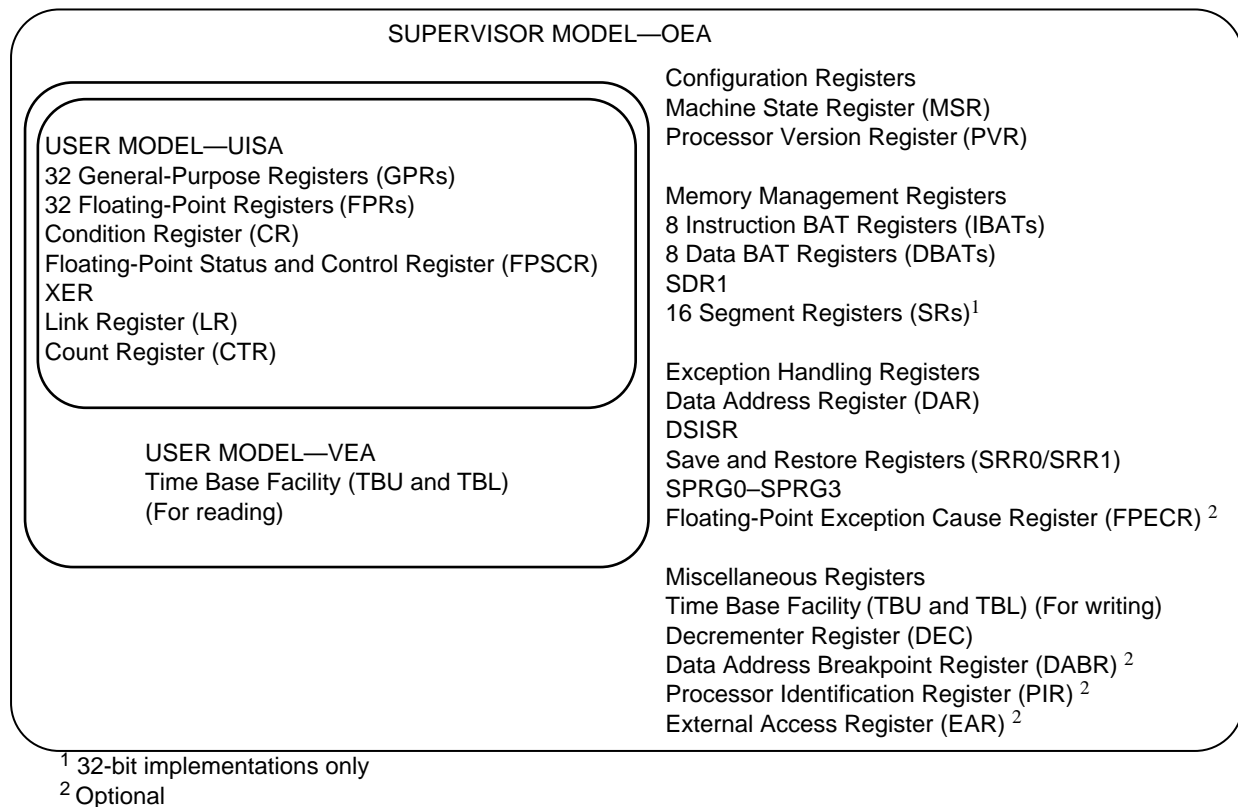 SUPERVISOR MODEL—OEA
USER MODEL—UISA
32 General-Purpose Registers (GPRs)
32 Floating-Point Registers (FPRs)
Condition Register (CR)
Floating-Point Status and Control Register (FPSCR)
XER
Link Register (LR)
Count Register (CTR)
USER MODEL—VEA
Time Base Facility (TBU and TBL)
(For reading)
Configuration Registers
Machine State Register (MSR)
Processor Version Register (PVR)
Memory Management Registers
8 Instruction BAT Registers (IBATs)
8 Data BAT Registers (DBATs)
SDR1
16 Segment Registers (SRs)1
Exception Handling Registers
Data Address Register (DAR)
DSISR
Save and Restore Registers (SRR0/SRR1)
SPRG0–SPRG3
Floating-Point Exception Cause Register (FPECR) 2
Miscellaneous Registers
Time Base Facility (TBU and TBL) (For writing)
Decrementer Register (DEC)
Data Address Breakpoint Register (DABR) 2
Processor Identification Register (PIR) 2
External Access Register (EAR) 2
1 32-bit implementations only
2 Optional